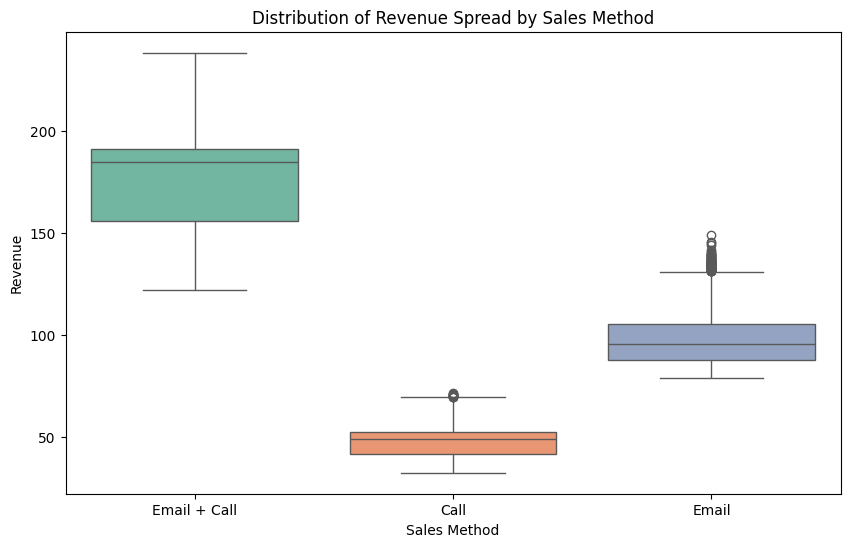 Distribution of Revenue Spread by Sales Method
Revenue
200
150
100
50
Email + Call
Call
Email
Sales Method